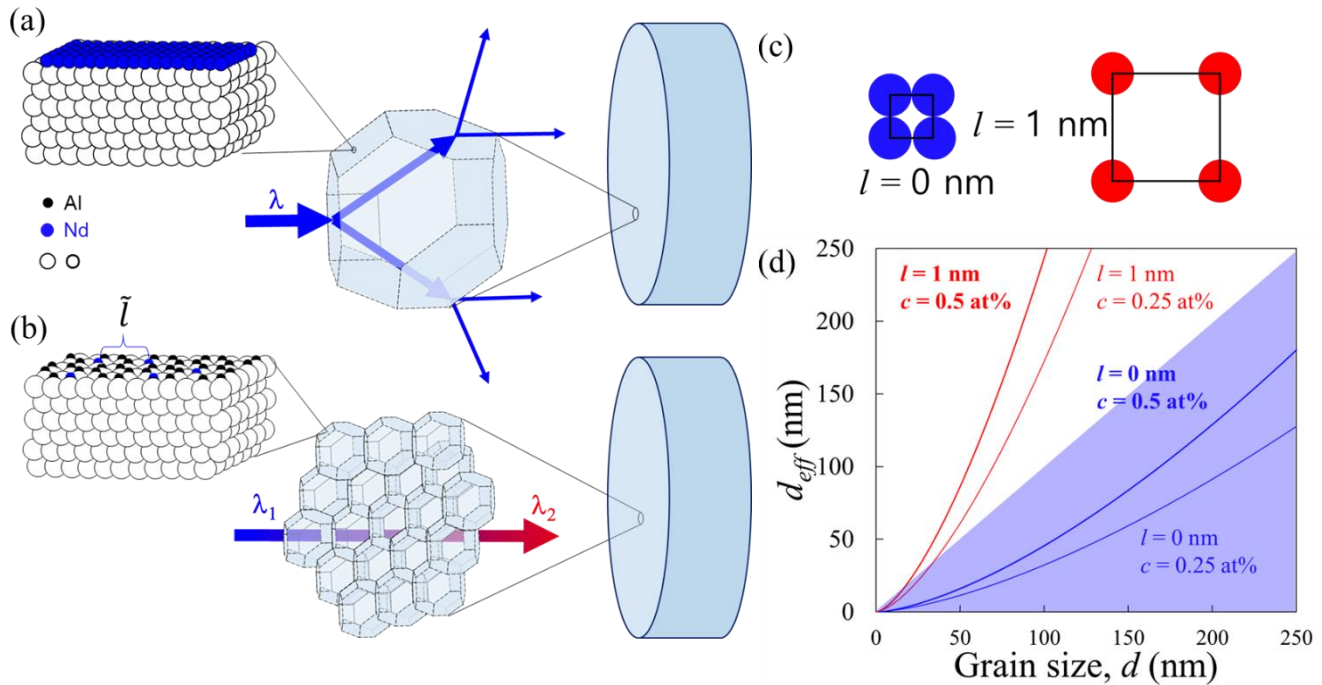 (a)
Al
Nd
O
λ
(b)
l̃
λ1
λ2
(c)
l = 1 nm
l = 0 nm
(d)
250
200
150
100
50
0
deff (nm)
l = 1 nm
c = 0.5 at%
l = 1 nm
c = 0.25 at%
l = 0 nm
c = 0.5 at%
l = 0 nm
c = 0.25 at%
0 50 100 150 200 250
Grain size, d (nm)